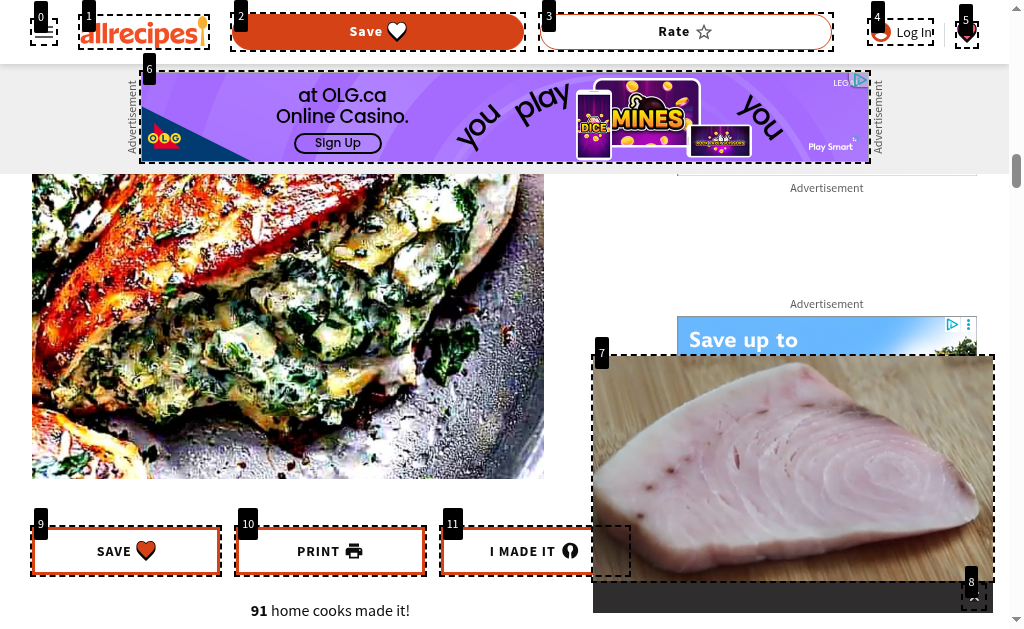 0
1
2
3
4
5
allrecipes
Save
Rate
Log In
6
Advertisement
OLG
at OLG.ca
Online Casino.
Sign Up
you play
DICE
MINES
you
Play Smart
Advertisement
Advertisement
Advertisement
Save up to
7
8
9
10
11
SAVE
PRINT
I MADE IT
91 home cooks made it!